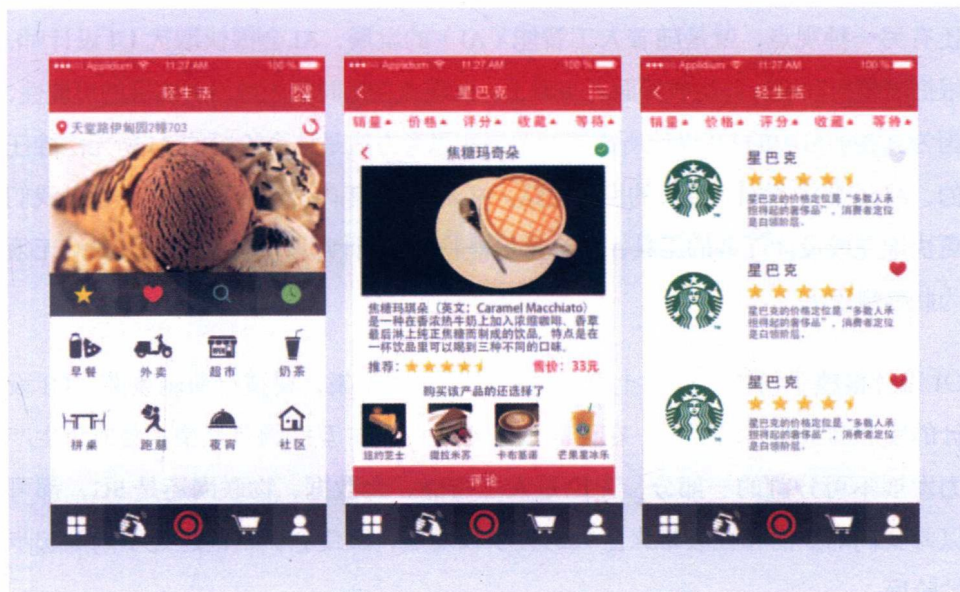 Applidium 11:27 AM 100%
轻生活
天堂路伊甸园2幢703
早餐 外卖 超市 奶茶
拼桌 跑腿 夜宵 社区
Applidium 11:27 AM 100%
星巴克
销量 价格 评分 收藏 等待
焦糖玛奇朵
焦糖玛琪朵（英文：Caramel Macchiato）
是一种在香浓热牛奶上加入浓缩咖啡、香草
最后淋上纯正焦糖而制成的饮品，特点是在
一杯饮品里可以喝到三种不同的口味。
推荐： 售价：33元
购买该产品的还选择了
纽约芝士 提拉米苏 卡布基诺 芒果星冰乐
评论
Applidium 11:27 AM 100%
轻生活
销量 价格 评分 收藏 等待
星巴克
星巴克的价格定位是“多数人承
担得起的奢侈品”，消费者定位
是白领阶层。
星巴克
星巴克的价格定位是“多数人承
担得起的奢侈品”，消费者定位
是白领阶层。
星巴克
星巴克的价格定位是“多数人承
担得起的奢侈品”，消费者定位
是白领阶层。